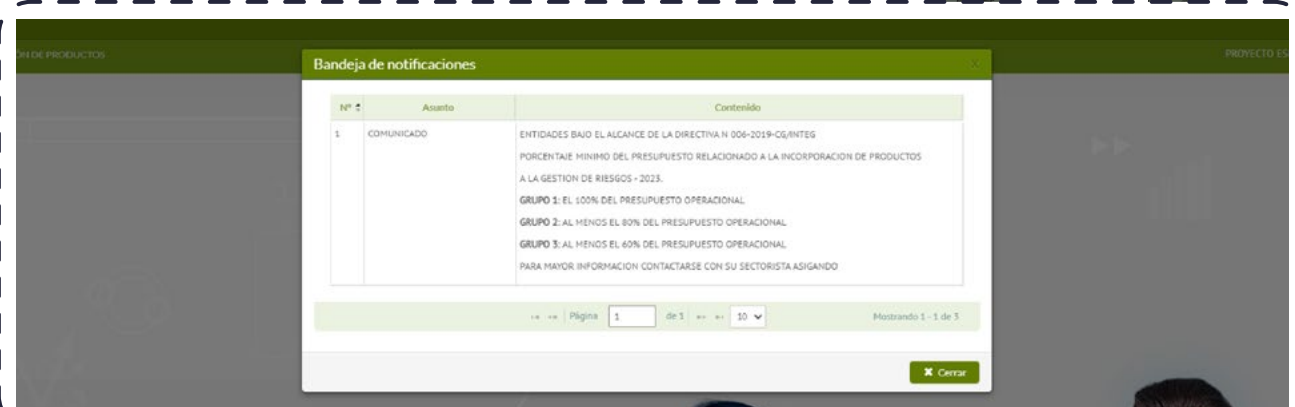 ÓN DE PRODUCTOS
PROYECTO ES
Bandeja de notificaciones
X
Nº Asunto Contenido
1 COMUNICADO ENTIDADES BAJO EL ALCANCE DE LA DIRECTIVA N 006-2019-CG/INTEG
PORCENTAJE MINIMO DEL PRESUPUESTO RELACIONADO A LA INCORPORACION DE PRODUCTOS
A LA GESTION DE RIESGOS - 2023.
GRUPO 1: EL 100% DEL PRESUPUESTO OPERACIONAL
GRUPO 2: AL MENOS EL 80% DEL PRESUPUESTO OPERACIONAL
GRUPO 3: AL MENOS EL 60% DEL PRESUPUESTO OPERACIONAL
PARA MAYOR INFORMACION CONTACTARSE CON SU SECTORISTA ASIGANDO
Página 1 de 1 10 Mostrando 1 - 1 de 3
Cerrar